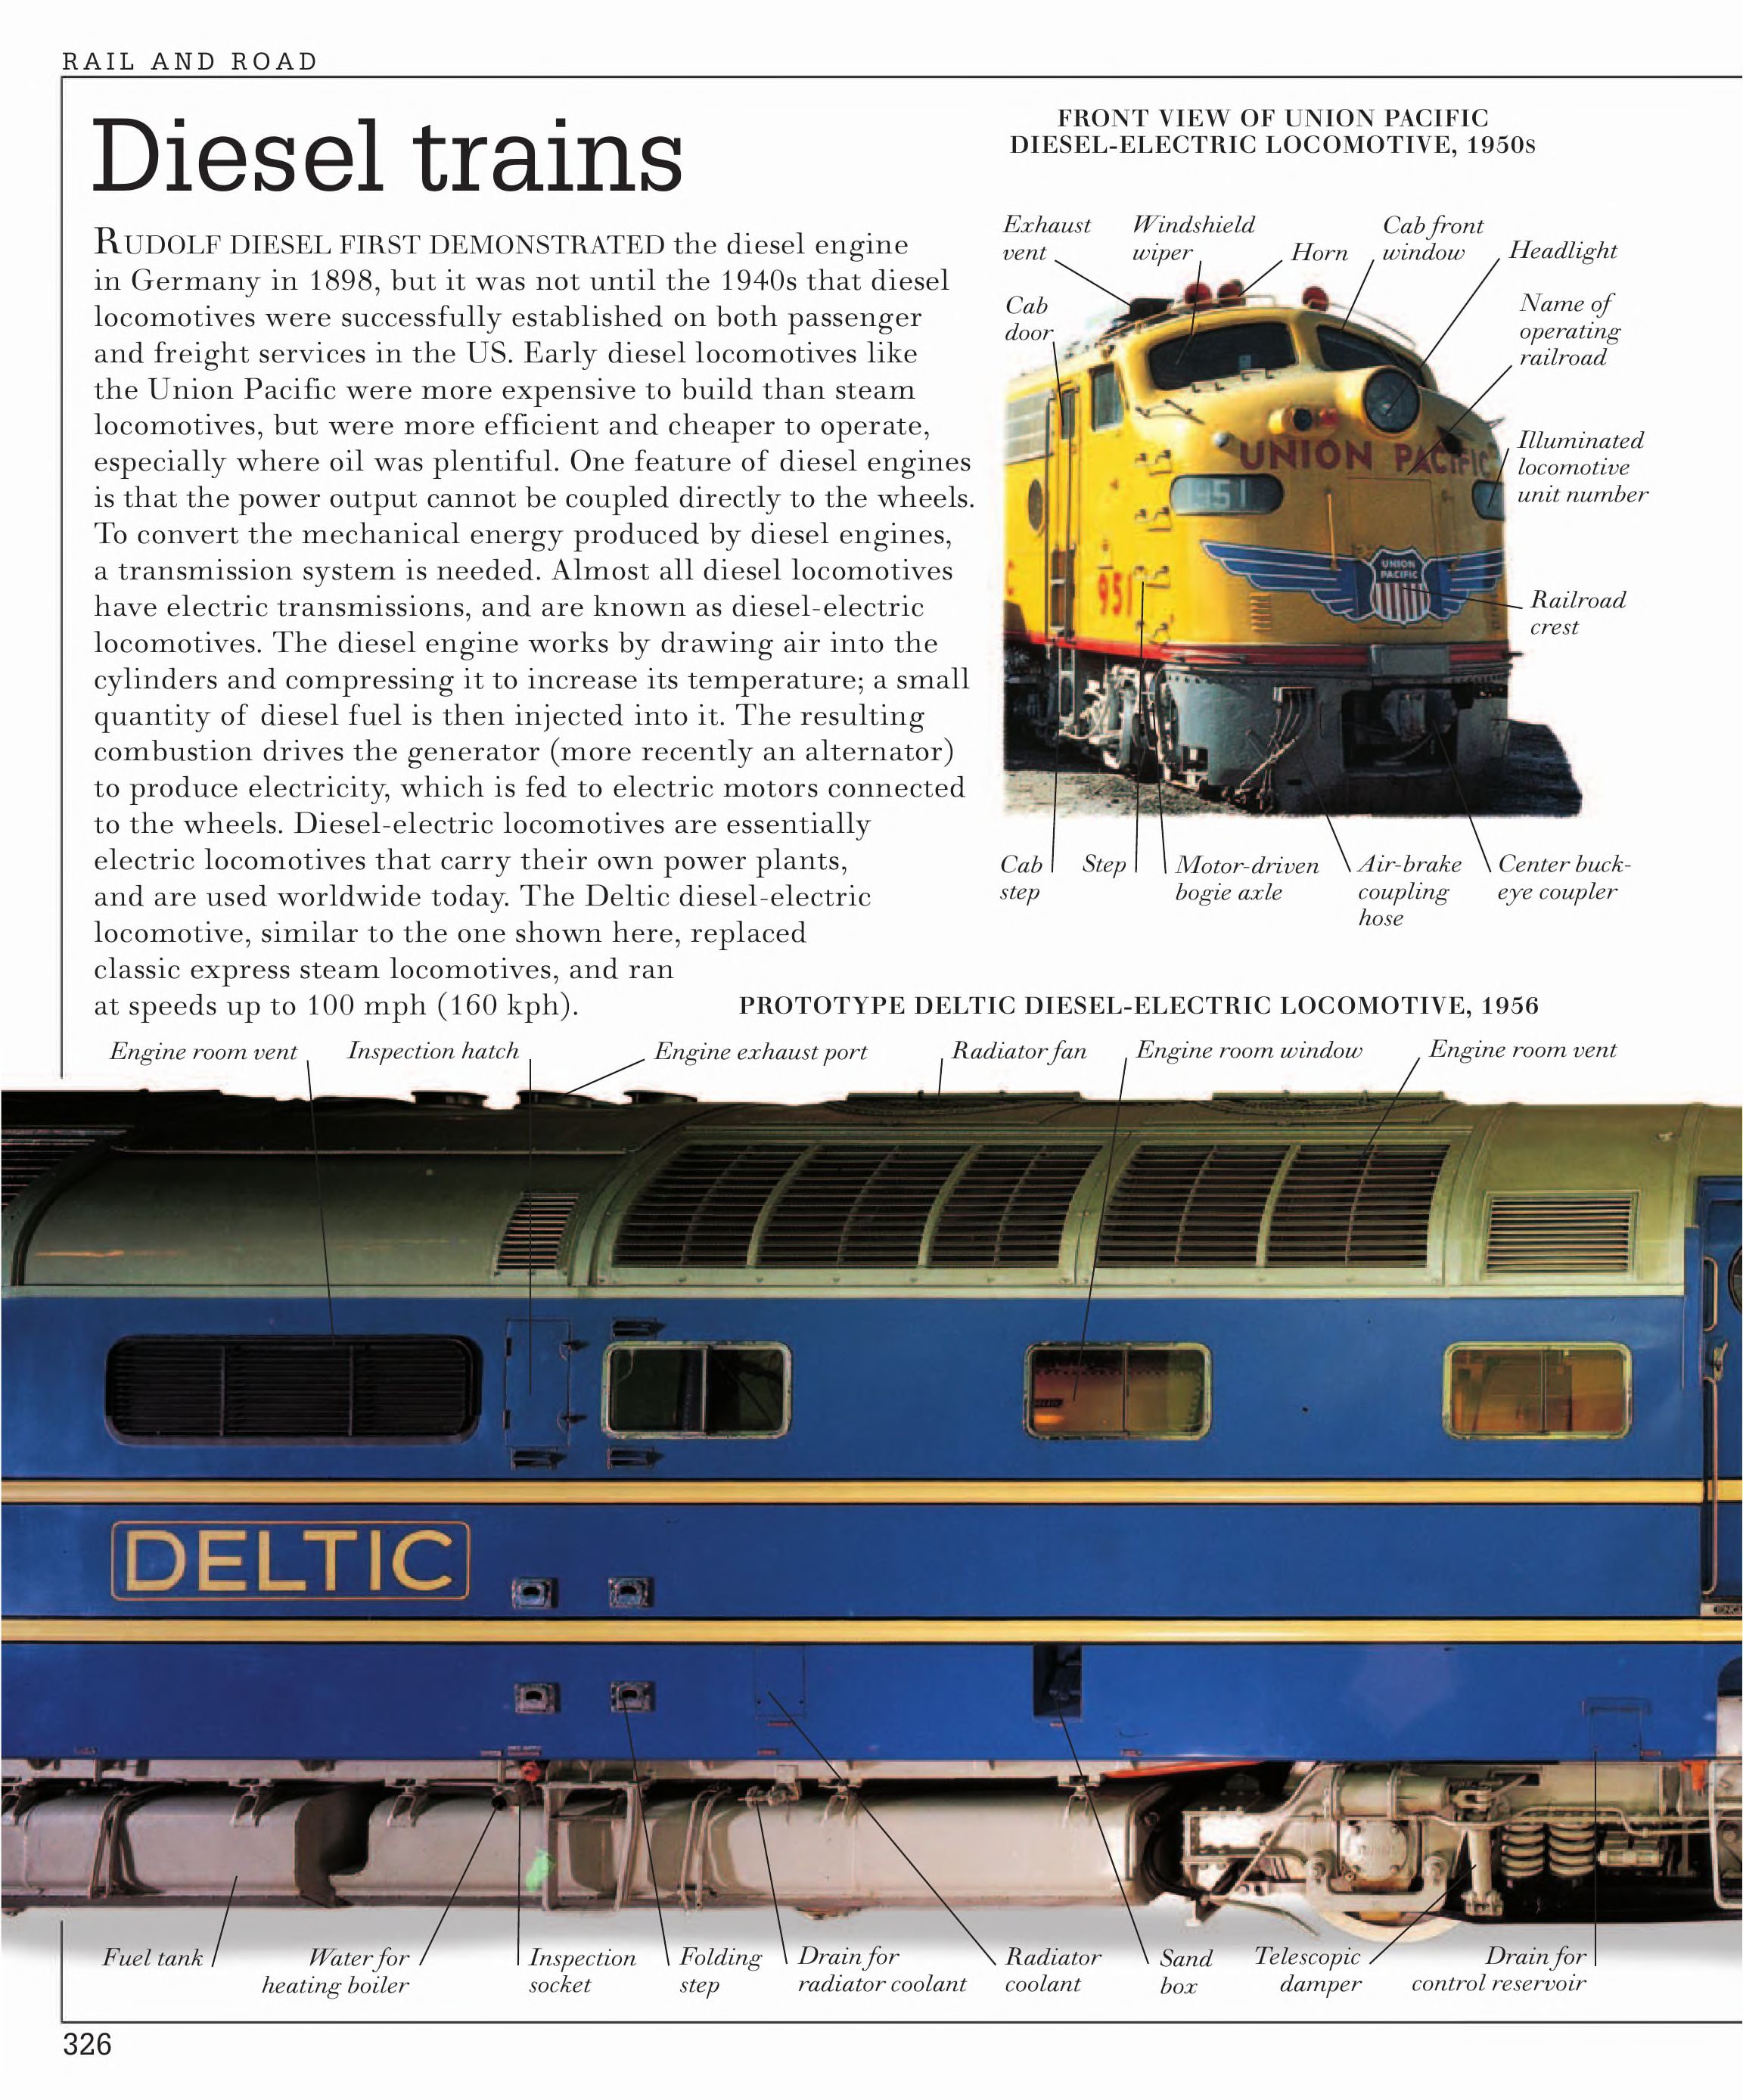 RAIL AND ROAD
Diesel trains
RUDOLF DIESEL FIRST DEMONSTRATED the diesel engine
in Germany in 1898, but it was not until the 1940s that diesel
locomotives were successfully established on both passenger
and freight services in the US. Early diesel locomotives like
the Union Pacific were more expensive to build than steam
locomotives, but were more efficient and cheaper to operate,
especially where oil was plentiful. One feature of diesel engines
is that the power output cannot be coupled directly to the wheels.
To convert the mechanical energy produced by diesel engines,
a transmission system is needed. Almost all diesel locomotives
have electric transmissions, and are known as diesel-electric
locomotives. The diesel engine works by drawing air into the
cylinders and compressing it to increase its temperature; a small
quantity of diesel fuel is then injected into it. The resulting
combustion drives the generator (more recently an alternator)
to produce electricity, which is fed to electric motors connected
to the wheels. Diesel-electric locomotives are essentially
electric locomotives that carry their own power plants,
and are used worldwide today. The Deltic diesel-electric
locomotive, similar to the one shown here, replaced
classic express steam locomotives, and ran
at speeds up to 100 mph (160 kph).
FRONT VIEW OF UNION PACIFIC
DIESEL-ELECTRIC LOCOMOTIVE, 1950s
Exhaust
vent
Windshield
wiper
Horn
Cab front
window
Headlight
Cab
door
Name of
operating
railroad
Illuminated
locomotive
unit number
UNION PACIFIC
951
UNION
PACIFIC
951
Railroad
crest
Cab
step
Step
Motor-driven
bogie axle
Air-brake
coupling
hose
Center buck-
eye coupler
PROTOTYPE DELTIC DIESEL-ELECTRIC LOCOMOTIVE, 1956
Engine room vent
Inspection hatch
Engine exhaust port
Radiator fan
Engine room window
Engine room vent
DELTIC
Fuel tank
Water for
heating boiler
Inspection
socket
Folding
step
Drain for
radiator coolant
Radiator
coolant
Sand
box
Telescopic
damper
Drain for
control reservoir
326